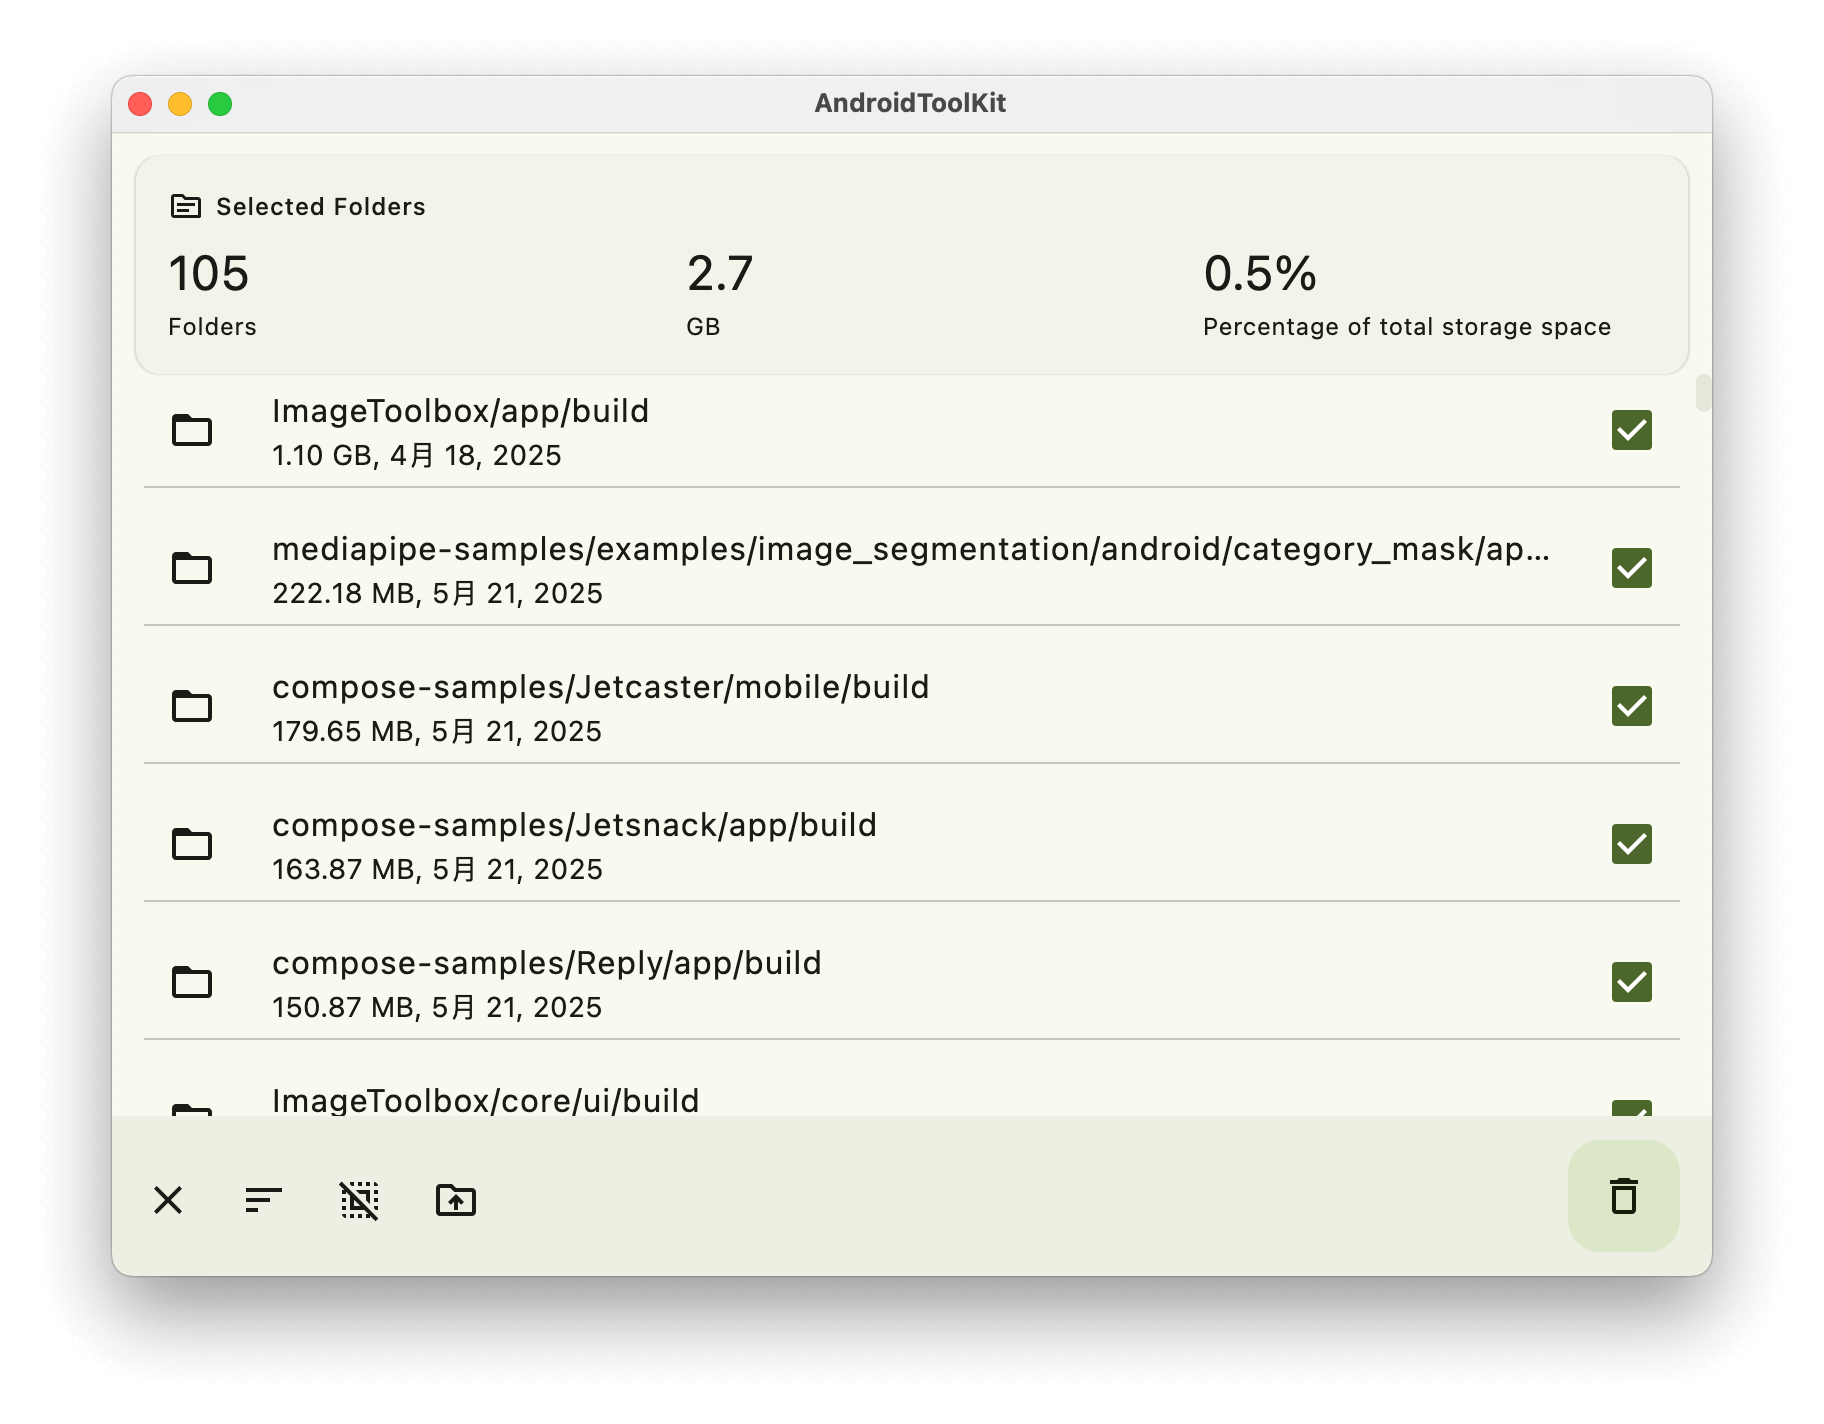 AndroidToolKit
Selected Folders
105
Folders
2.7
GB
0.5%
Percentage of total storage space
ImageToolbox/app/build
1.10 GB, 4月 18, 2025
mediapipe-samples/examples/image_segmentation/android/category_mask/ap...
222.18 MB, 5月 21, 2025
compose-samples/Jetcaster/mobile/build
179.65 MB, 5月 21, 2025
compose-samples/Jetsnack/app/build
163.87 MB, 5月 21, 2025
compose-samples/Reply/app/build
150.87 MB, 5月 21, 2025
ImageToolbox/core/ui/build